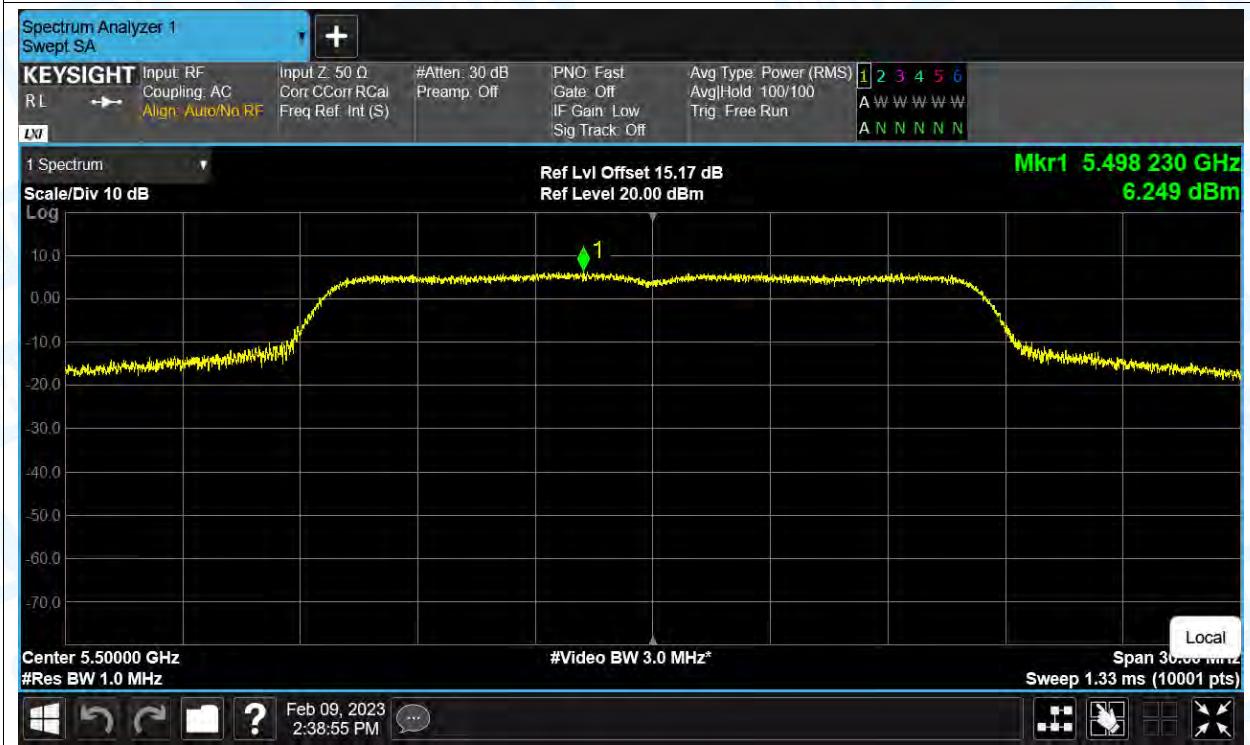 Spectrum Analyzer 1
Swept SA
+
KEYSIGHT
R L
LXI
Input: RF
Coupling: AC
Align: Auto/No RF
Input Z: 50 Ω
Corr CCorr RCal
Freq Ref: Int (S)
#Atten: 30 dB
Preamp: Off
PNO: Fast
Gate: Off
IF Gain: Low
Sig Track: Off
Avg Type: Power (RMS)
Avg|Hold: 100/100
Trig: Free Run
1 2 3 4 5 6
A W W W W W
A N N N N N
1 Spectrum
Scale/Div 10 dB
Ref Lvl Offset 15.17 dB
Ref Level 20.00 dBm
Mkr1 5.498 230 GHz
6.249 dBm
Log
10.0
0.00
-10.0
-20.0
-30.0
-40.0
-50.0
-60.0
-70.0
1
Center 5.50000 GHz
#Res BW 1.0 MHz
#Video BW 3.0 MHz*
Local
Span 30.00 MHz
Sweep 1.33 ms (10001 pts)
?
Feb 09, 2023
2:38:55 PM